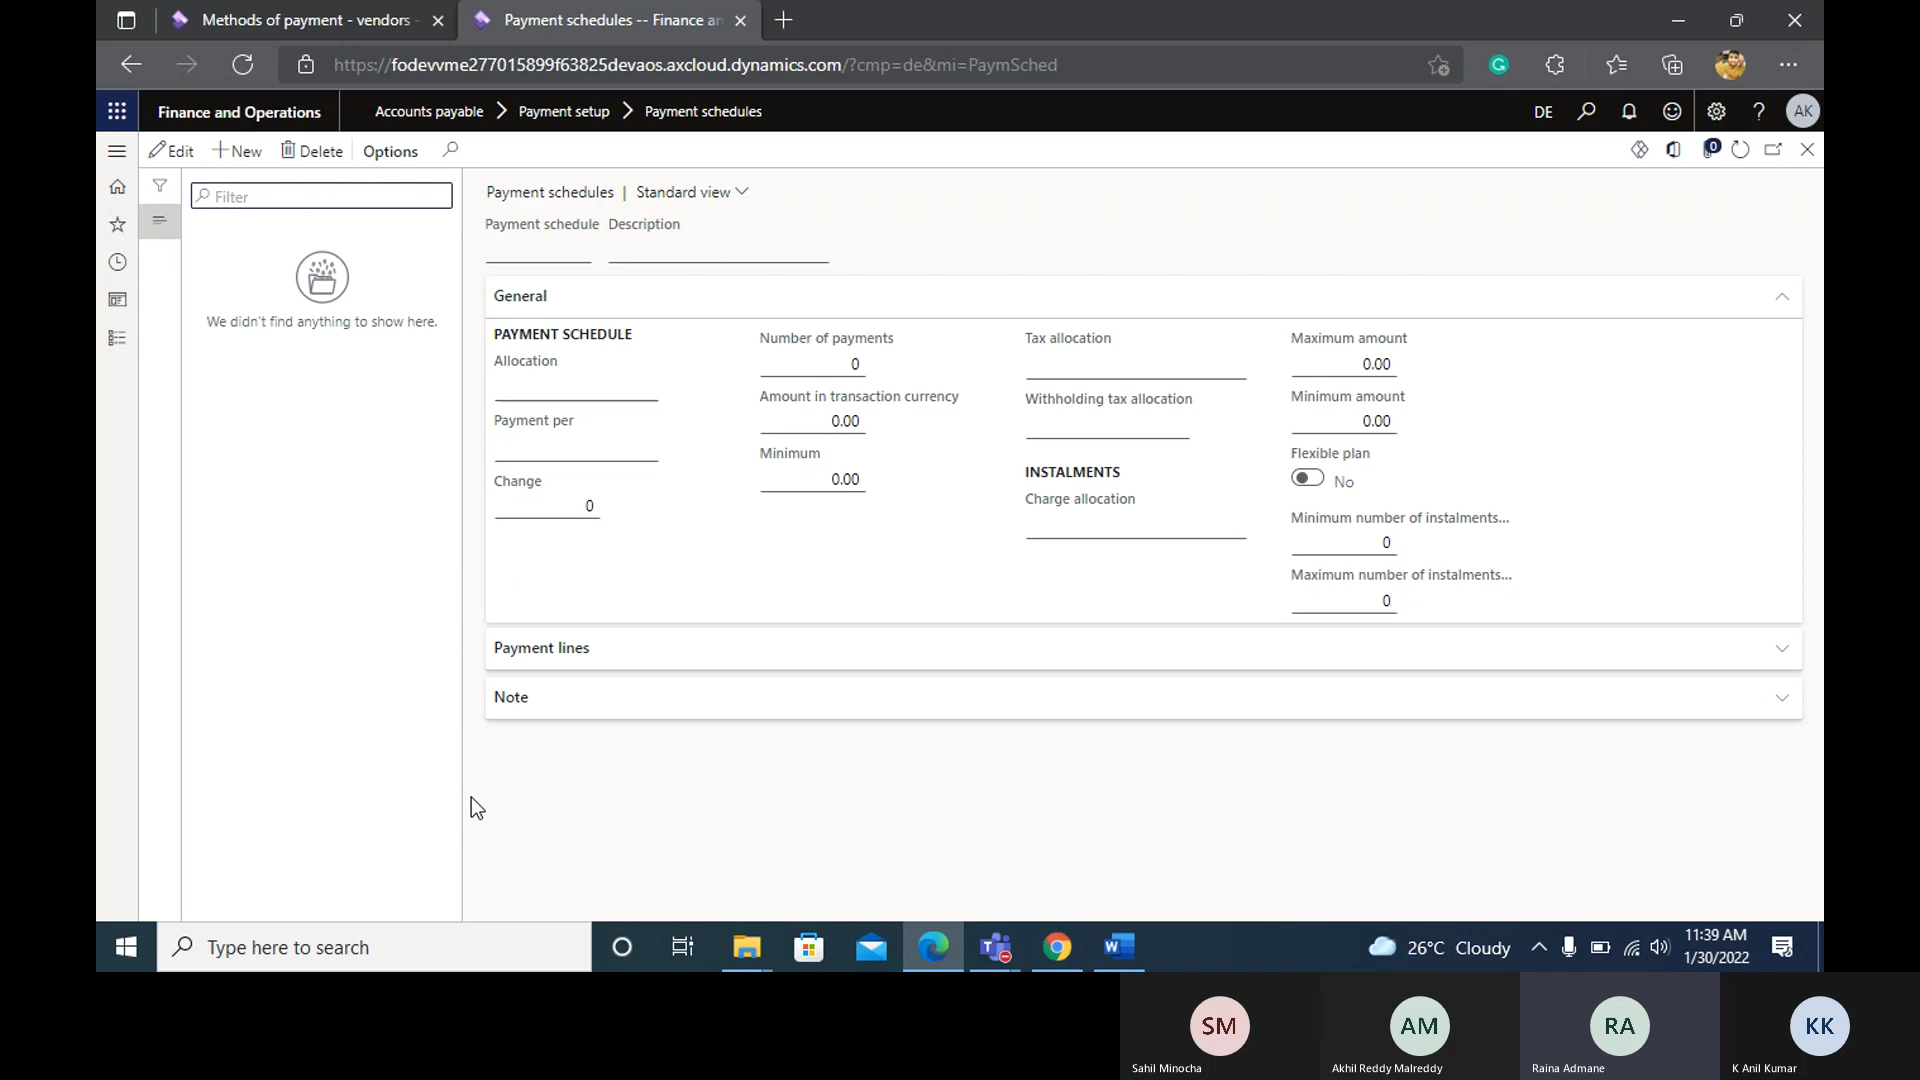 Methods of payment - vendors -
Payment schedules -- Finance an
https://fodevvme277015899f63825devaos.axcloud.dynamics.com/?cmp=de&mi=PaymSched
Finance and Operations
Accounts payable
Payment setup
Payment schedules
DE
?
AK
Edit
New
Delete
Options
0
Filter
We didn't find anything to show here.
Payment schedules | Standard view
Payment schedule
Description
General
PAYMENT SCHEDULE
Allocation
Payment per
Change
0
Number of payments
0
Amount in transaction currency
0.00
Minimum
0.00
Tax allocation
Withholding tax allocation
INSTALMENTS
Charge allocation
Maximum amount
0.00
Minimum amount
0.00
Flexible plan
No
Minimum number of instalments...
0
Maximum number of instalments...
0
Payment lines
Note
Type here to search
26°C Cloudy
11:39 AM
1/30/2022
SM
Sahil Minocha
AM
Akhil Reddy Malreddy
RA
Raina Admane
KK
K Anil Kumar